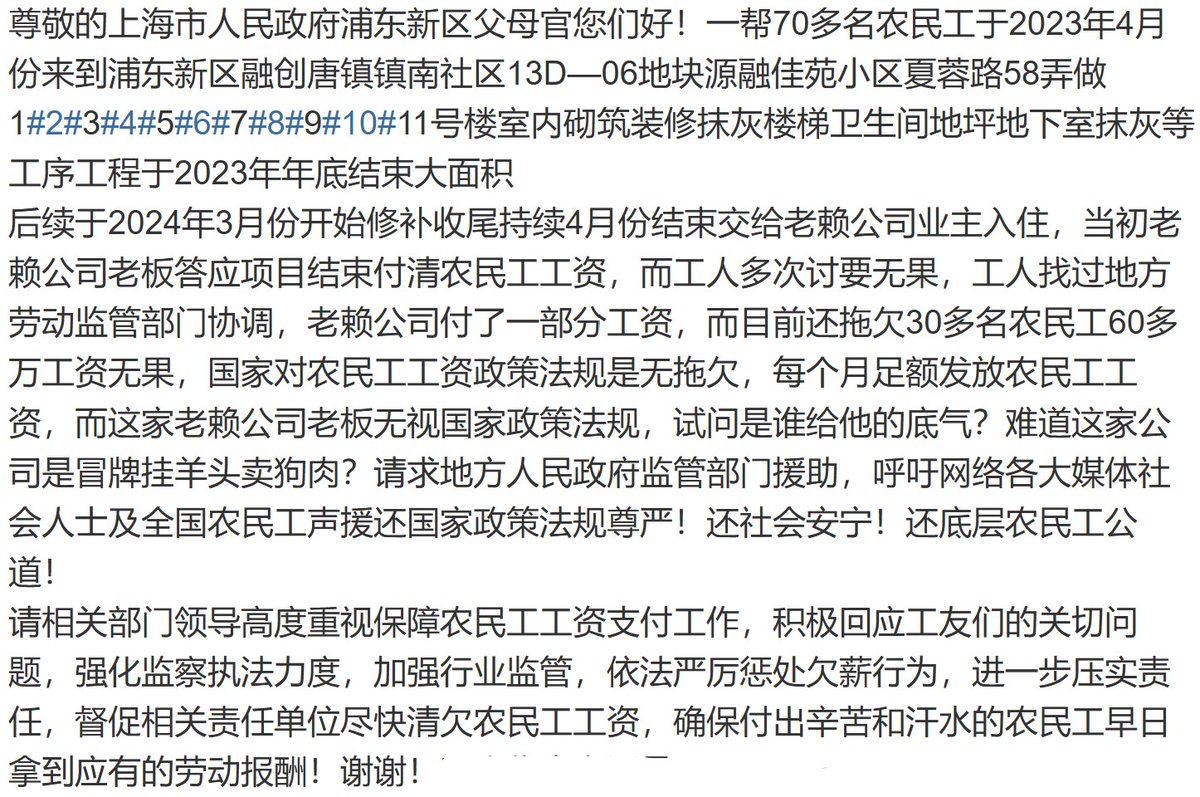 尊敬的上海市人民政府浦东新区父母官您们好！一帮70多名农民工于2023年4月
份来到浦东新区融创唐镇镇南社区13D—06地块源融佳苑小区夏蓉路58弄做
1#2#3#4#5#6#7#8#9#10#11号楼室内砌筑装修抹灰楼梯卫生间地坪地下室抹灰等
工序工程于2023年年底结束大面积
后续于2024年3月份开始修补收尾持续4月份结束交给老赖公司业主入住，当初老
赖公司老板答应项目结束付清农民工工资，而工人多次讨要无果，工人找过地方
劳动监管部门协调，老赖公司付了一部分工资，而目前还拖欠30多名农民工60多
万工资无果，国家对农民工工资政策法规是无拖欠，每个月足额发放农民工工
资，而这家老赖公司老板无视国家政策法规，试问是谁给他的底气？难道这家公
司是冒牌挂羊头卖狗肉？请求地方人民政府监管部门援助，呼吁网络各大媒体社
会人士及全国农民工声援还国家政策法规尊严！还社会安宁！还底层农民工公
道！
请相关部门领导高度重视保障农民工工资支付工作，积极回应工友们的关切问
题，强化监察执法力度，加强行业监管，依法严厉惩处欠薪行为，进一步压实责
任，督促相关责任单位尽快清欠农民工工资，确保付出辛苦和汗水的农民工早日
拿到应有的劳动报酬！谢谢！